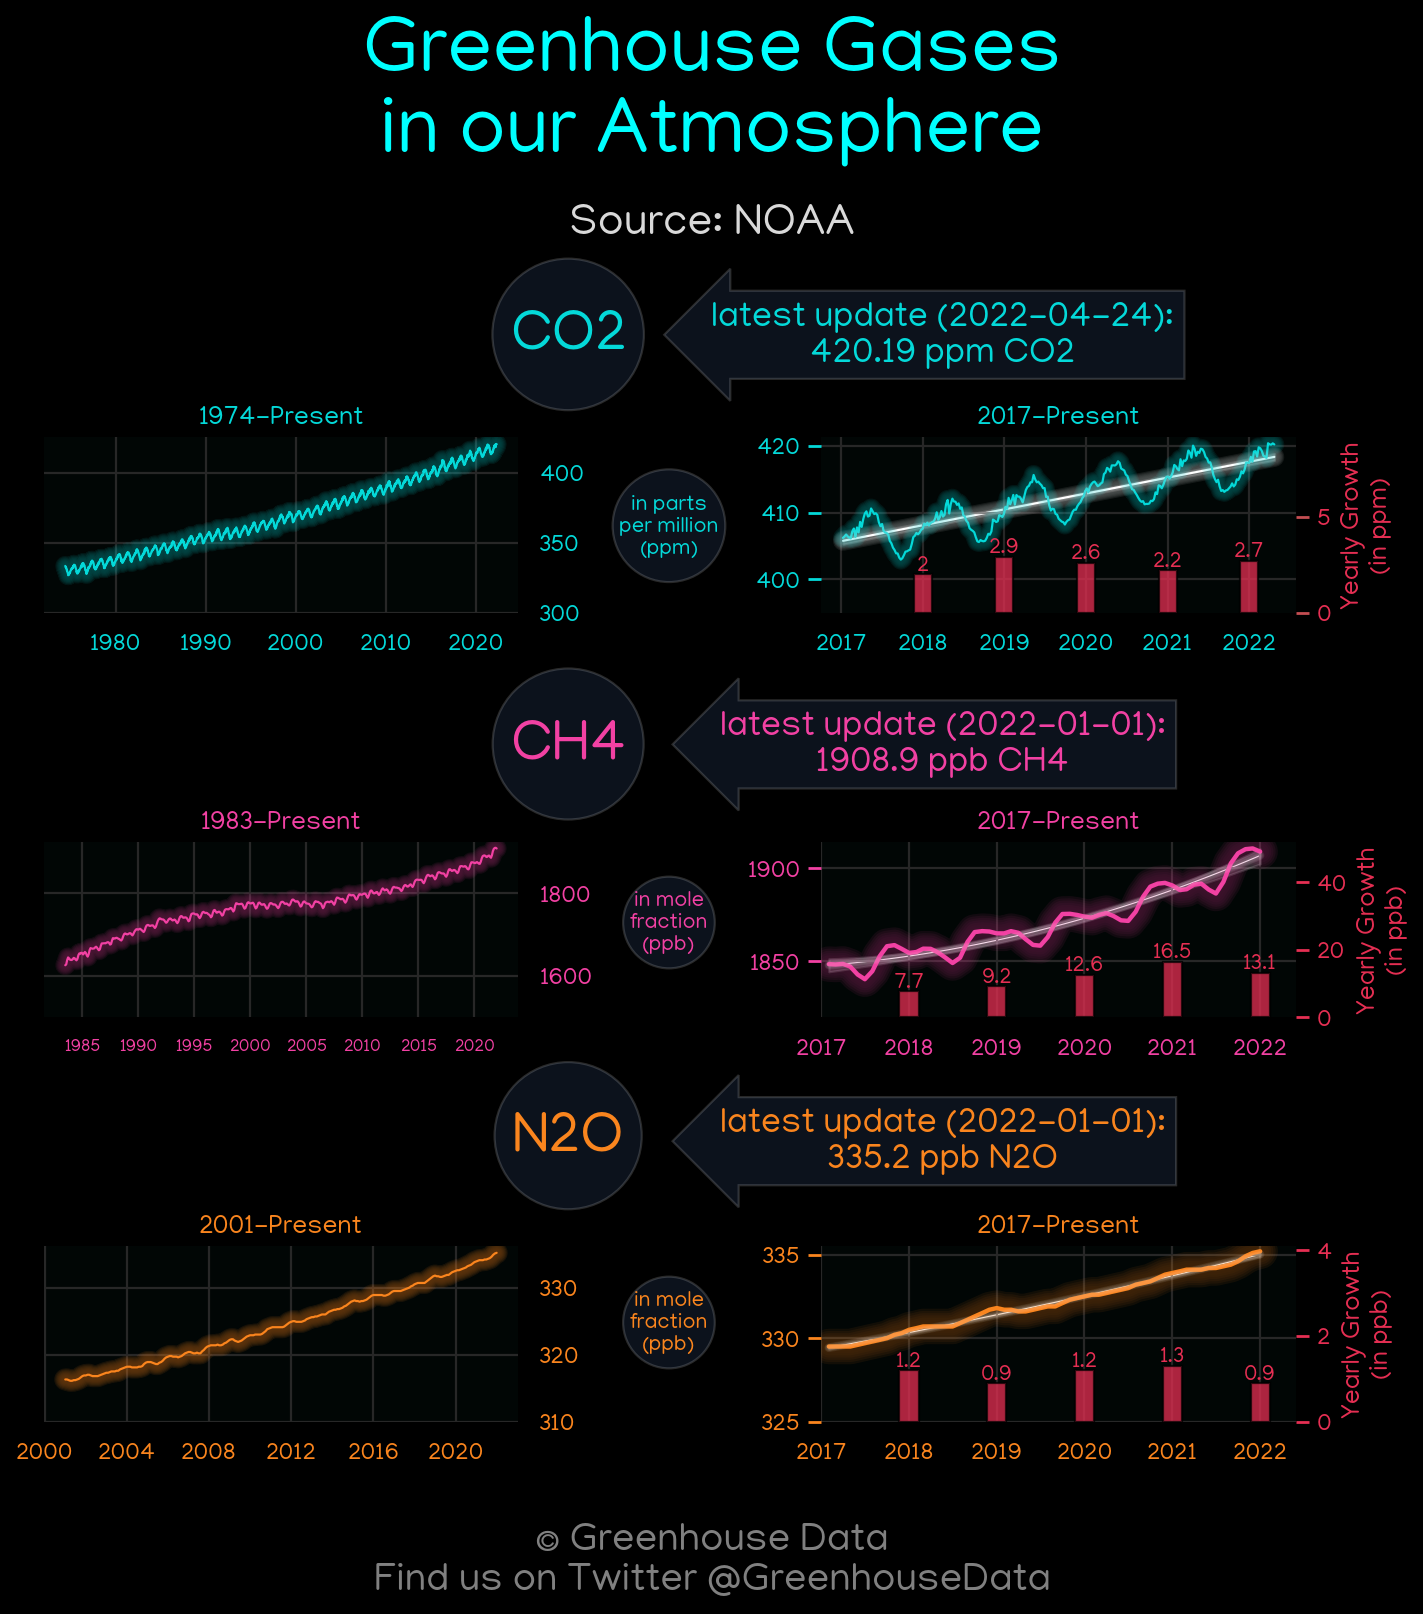 Greenhouse Gases
in our Atmosphere
Source: NOAA
CO2
latest update (2022-04-24):
420.19 ppm CO2
1974-Present
400
350
300
1980 1990 2000 2010 2020
in parts
per million
(ppm)
2017-Present
420
410
400
2 2.9 2.6 2.2 2.7
5
0
Yearly Growth
(in ppm)
2017 2018 2019 2020 2021 2022
CH4
latest update (2022-01-01):
1908.9 ppb CH4
1983-Present
1800
1600
1985 1990 1995 2000 2005 2010 2015 2020
in mole
fraction
(ppb)
2017-Present
1900
1850
7.7 9.2 12.6 16.5 13.1
40
20
0
Yearly Growth
(in ppb)
2017 2018 2019 2020 2021 2022
N2O
latest update (2022-01-01):
335.2 ppb N2O
2001-Present
330
320
310
2000 2004 2008 2012 2016 2020
in mole
fraction
(ppb)
2017-Present
335
330
325
1.2 0.9 1.2 1.3 0.9
4
2
0
Yearly Growth
(in ppb)
2017 2018 2019 2020 2021 2022
© Greenhouse Data
Find us on Twitter @GreenhouseData